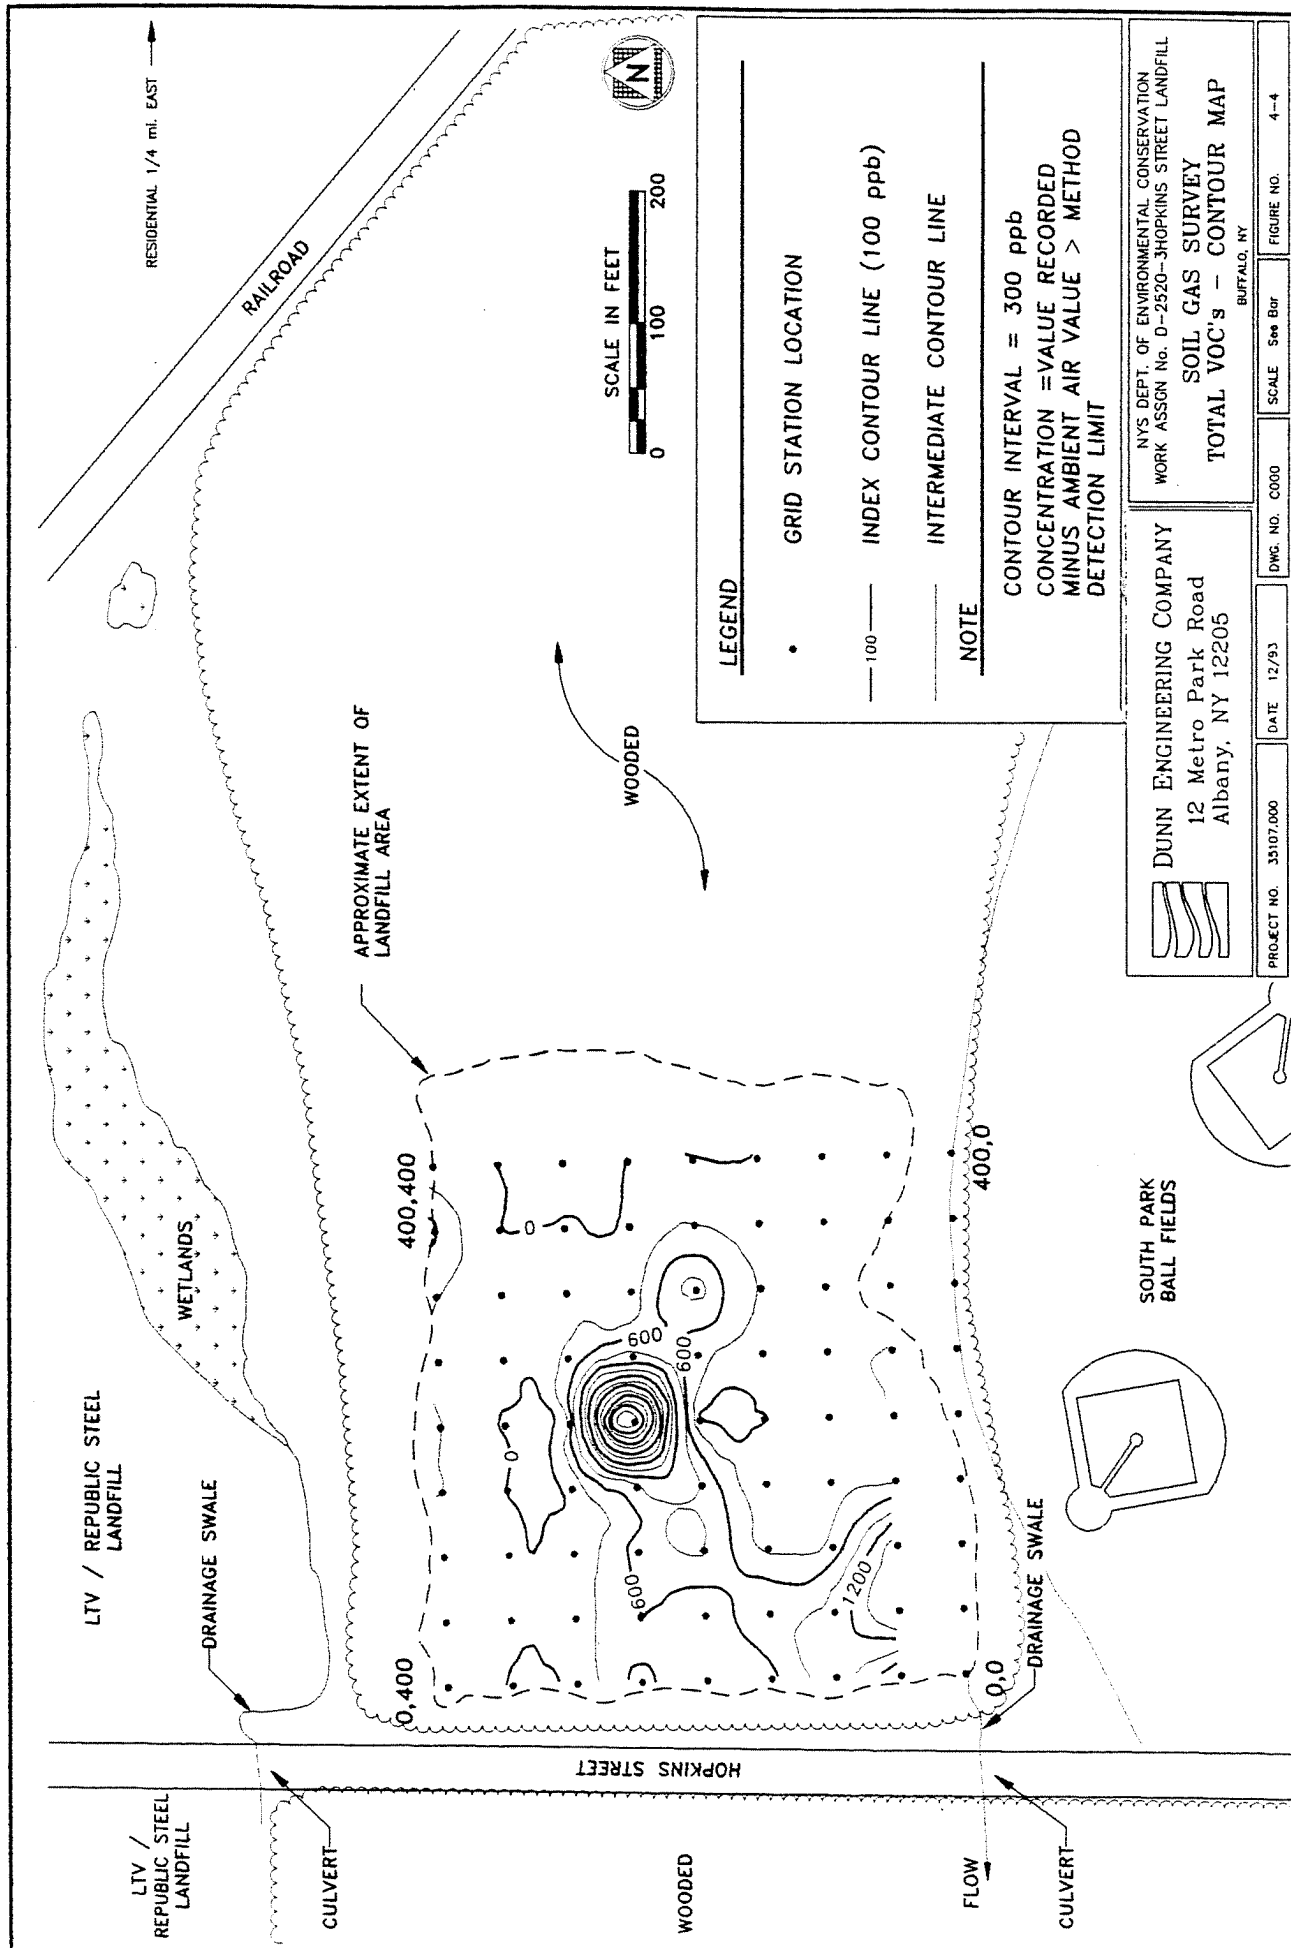 RESIDENTIAL 1/4 mi. EAST
RAILROAD
N
SCALE IN FEET
0 100 200
LTV / REPUBLIC STEEL
LANDFILL
WETLANDS
DRAINAGE SWALE
LTV /
REPUBLIC STEEL
LANDFILL
CULVERT
APPROXIMATE EXTENT OF
LANDFILL AREA
WOODED
0,400
400,400
0
0
600
600
600
1200
0,0
400,0
HOPKINS STREET
WOODED
FLOW
CULVERT
DRAINAGE SWALE
SOUTH PARK
BALL FIELDS
LEGEND
GRID STATION LOCATION
100 INDEX CONTOUR LINE (100 ppb)
INTERMEDIATE CONTOUR LINE
NOTE
CONTOUR INTERVAL = 300 ppb
CONCENTRATION =VALUE RECORDED
MINUS AMBIENT AIR VALUE > METHOD
DETECTION LIMIT
DUNN ENGINEERING COMPANY
12 Metro Park Road
Albany, NY 12205
NYS DEPT. OF ENVIRONMENTAL CONSERVATION
WORK ASSGN No. D-2520-3HOPKINS STREET LANDFILL
SOIL GAS SURVEY
TOTAL VOC's - CONTOUR MAP
BUFFALO, NY
PROJECT NO. 35107.000 DATE 12/93 DWG. NO. C000 SCALE See Bar FIGURE NO. 4-4